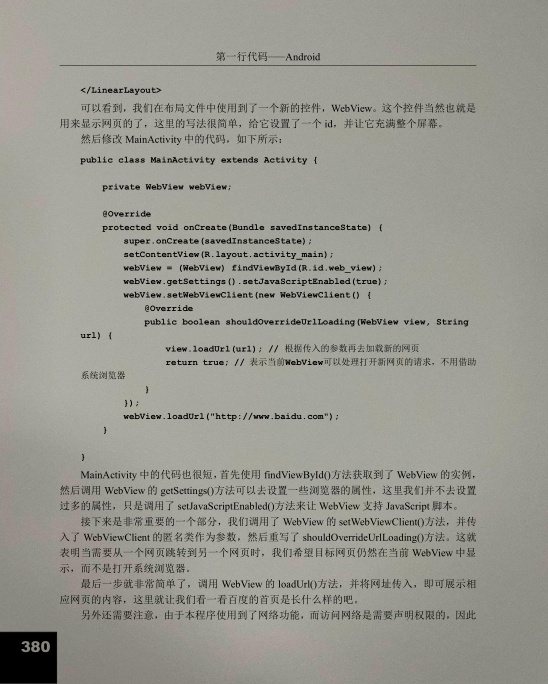 第一行代码——Android
</LinearLayout>
可以看到，我们在布局文件中使用到了一个新的控件，WebView。这个控件当然也就是
用来显示网页的了，这里的写法很简单，给它设置了一个 id，并让它充满整个屏幕。
然后修改 MainActivity 中的代码，如下所示：
public class MainActivity extends Activity {
private WebView webView;
@Override
protected void onCreate(Bundle savedInstanceState) {
super.onCreate(savedInstanceState);
setContentView(R.layout.activity_main);
webView = (WebView) findViewById(R.id.web_view);
webView.getSettings().setJavaScriptEnabled(true);
webView.setWebViewClient(new WebViewClient() {
@Override
public boolean shouldOverrideUrlLoading(WebView view, String
url) {
view.loadUrl(url); // 根据传入的参数再去加载新的网页
return true; // 表示当前WebView可以处理打开新网页的请求，不用借助
系统浏览器
}
});
webView.loadUrl("http://www.baidu.com");
}
}
MainActivity 中的代码也很短，首先使用 findViewById()方法获取到了 WebView 的实例，
然后调用 WebView 的 getSettings()方法可以去设置一些浏览器的属性，这里我们并不去设置
过多的属性，只是调用了 setJavaScriptEnabled()方法来让 WebView 支持 JavaScript 脚本。
接下来是非常重要的一个部分，我们调用了 WebView 的 setWebViewClient()方法，并传
入了 WebViewClient 的匿名类作为参数，然后重写了 shouldOverrideUrlLoading()方法。这就
表明当需要从一个网页跳转到另一个网页时，我们希望目标网页仍然在当前 WebView 中显
示，而不是打开系统浏览器。
最后一步就非常简单了，调用 WebView 的 loadUrl()方法，并将网址传入，即可展示相
应网页的内容，这里就让我们看一看百度的首页是长什么样的吧。
另外还需要注意，由于本程序使用到了网络功能，而访问网络是需要声明权限的，因此
380